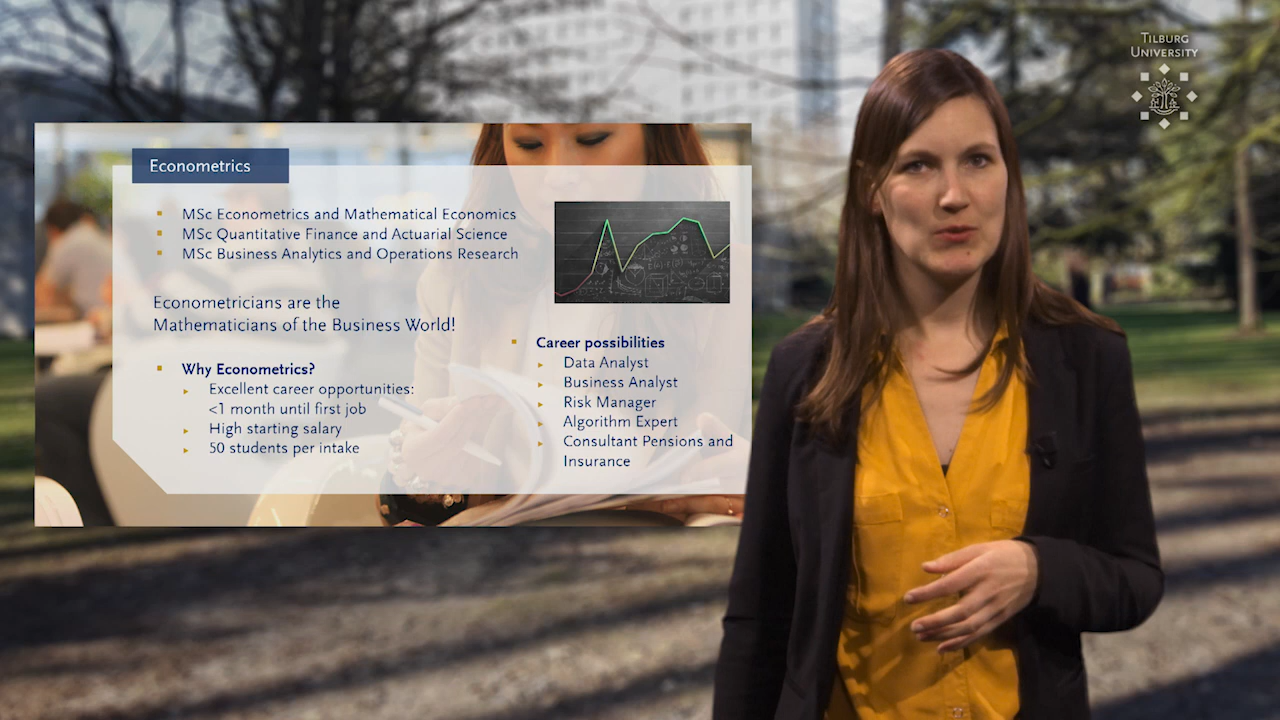 TILBURG
UNIVERSITY
Econometrics
MSc Econometrics and Mathematical Economics
MSc Quantitative Finance and Actuarial Science
MSc Business Analytics and Operations Research
Econometricians are the
Mathematicians of the Business World!
Why Econometrics?
Excellent career opportunities:
<1 month until first job
High starting salary
50 students per intake
Career possibilities
Data Analyst
Business Analyst
Risk Manager
Algorithm Expert
Consultant Pensions and
Insurance